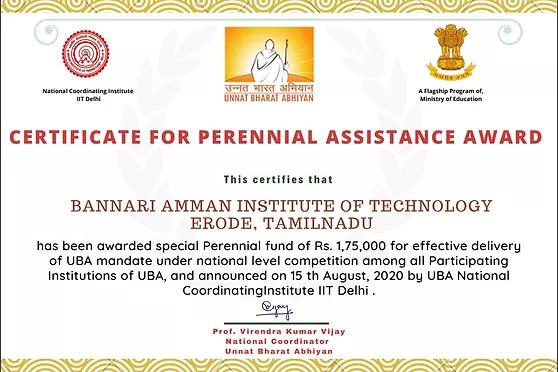 उन्नत भारत अभियान
UNNAT BHARAT ABHIYAN
National Coordinating Institute
IIT Delhi
A Flagship Program of,
Ministry of Education
CERTIFICATE FOR PERENNIAL ASSISTANCE AWARD
This certifies that
BANNARI AMMAN INSTITUTE OF TECHNOLOGY
ERODE, TAMILNADU
has been awarded special Perennial fund of Rs. 1,75,000 for effective delivery
of UBA mandate under national level competition among all Participating
Institutions of UBA, and announced on 15 th August, 2020 by UBA National
CoordinatingInstitute IIT Delhi .
Vijay
Prof. Virendra Kumar Vijay
National Coordinator
Unnat Bharat Abhiyan